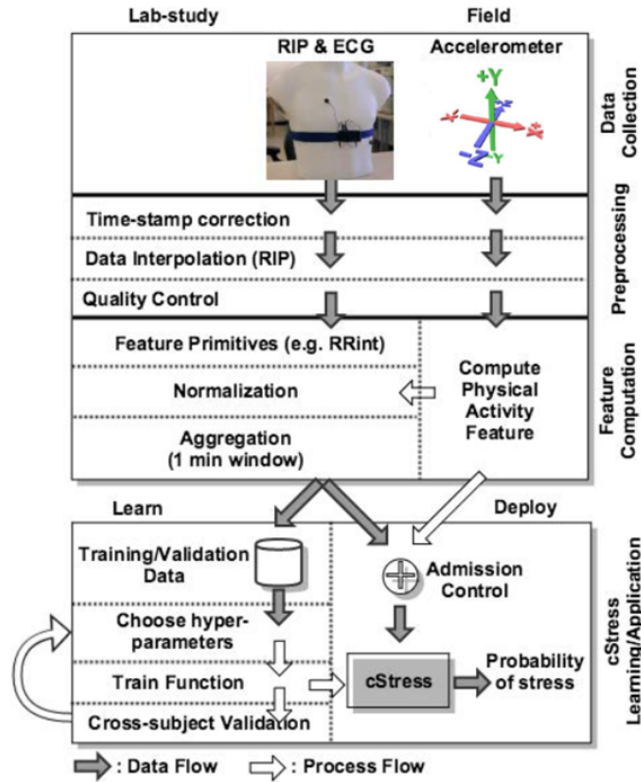 Lab-study
Field
RIP & ECG
Accelerometer
+Y
-X
-Z
+X
-Z
-Y
Data
Collection
Time-stamp correction
Data Interpolation (RIP)
Quality Control
Preprocessing
Feature Primitives (e.g. RRint)
Normalization
Aggregation
(1 min window)
Compute
Physical
Activity
Feature
Feature
Computation
Learn
Deploy
Training/Validation
Data
Admission
Control
Choose hyper-
parameters
Train Function
Cross-subject Validation
cStress
Probability
of stress
cStress
Learning/Application
: Data Flow
: Process Flow